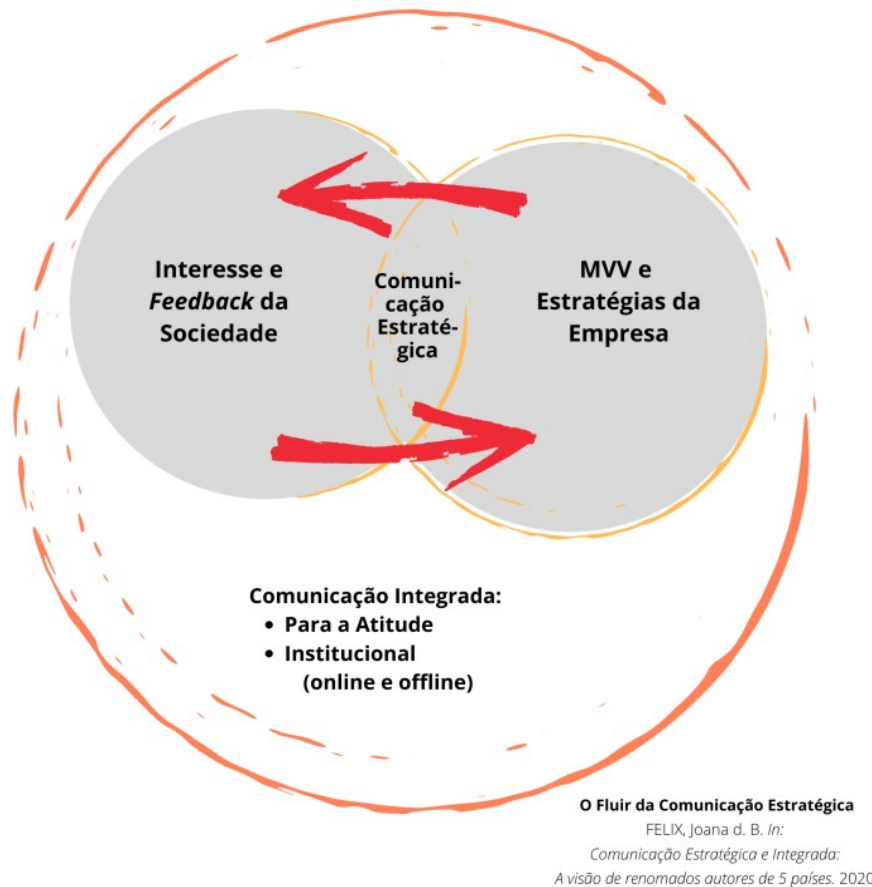 Interesse e
Feedback da
Sociedade
Comuni-
cação
Estraté-
gica
MVV e
Estratégias da
Empresa
Comunicação Integrada:
• Para a Atitude
• Institucional
(online e offline)
O Fluir da Comunicação Estratégica
FELIX, Joana d. B. In:
Comunicação Estratégica e Integrada:
A visão de renomados autores de 5 países. 2020